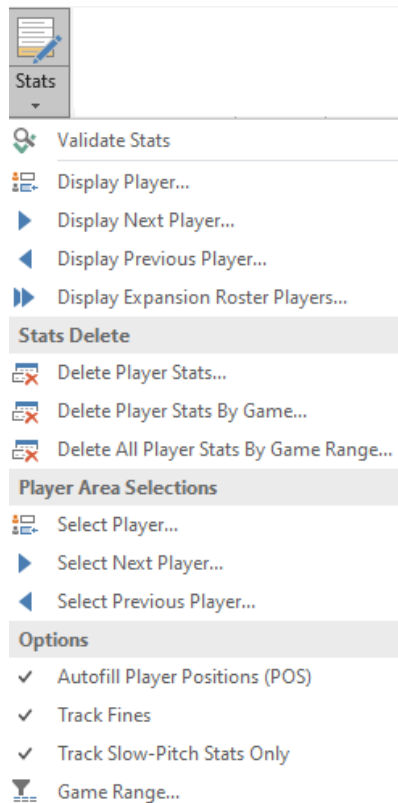 Stats
Validate Stats
Display Player...
Display Next Player...
Display Previous Player...
Display Expansion Roster Players...
Stats Delete
Delete Player Stats...
Delete Player Stats By Game...
Delete All Player Stats By Game Range...
Player Area Selections
Select Player...
Select Next Player...
Select Previous Player...
Options
Autofill Player Positions (POS)
Track Fines
Track Slow-Pitch Stats Only
Game Range...